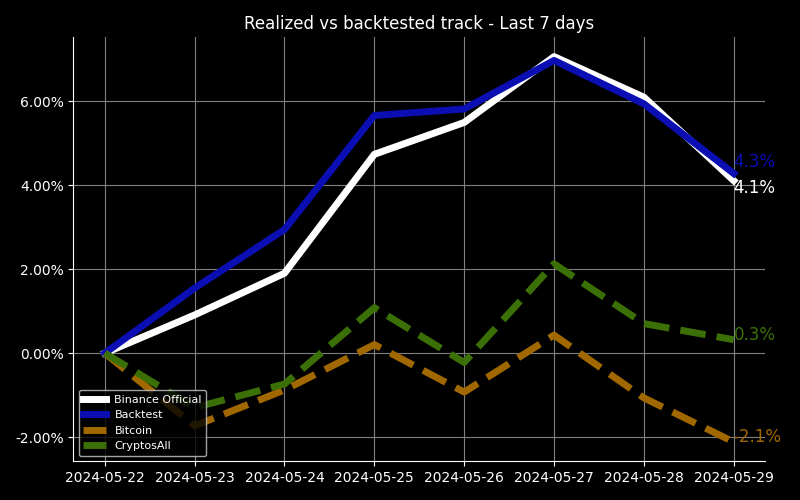 Realized vs backtested track - Last 7 days
6.00%
4.00%
2.00%
0.00%
-2.00%
4.3%
4.1%
0.3%
-2.1%
Binance Official
Backtest
Bitcoin
CryptosAll
2024-05-22 2024-05-23 2024-05-24 2024-05-25 2024-05-26 2024-05-27 2024-05-28 2024-05-29